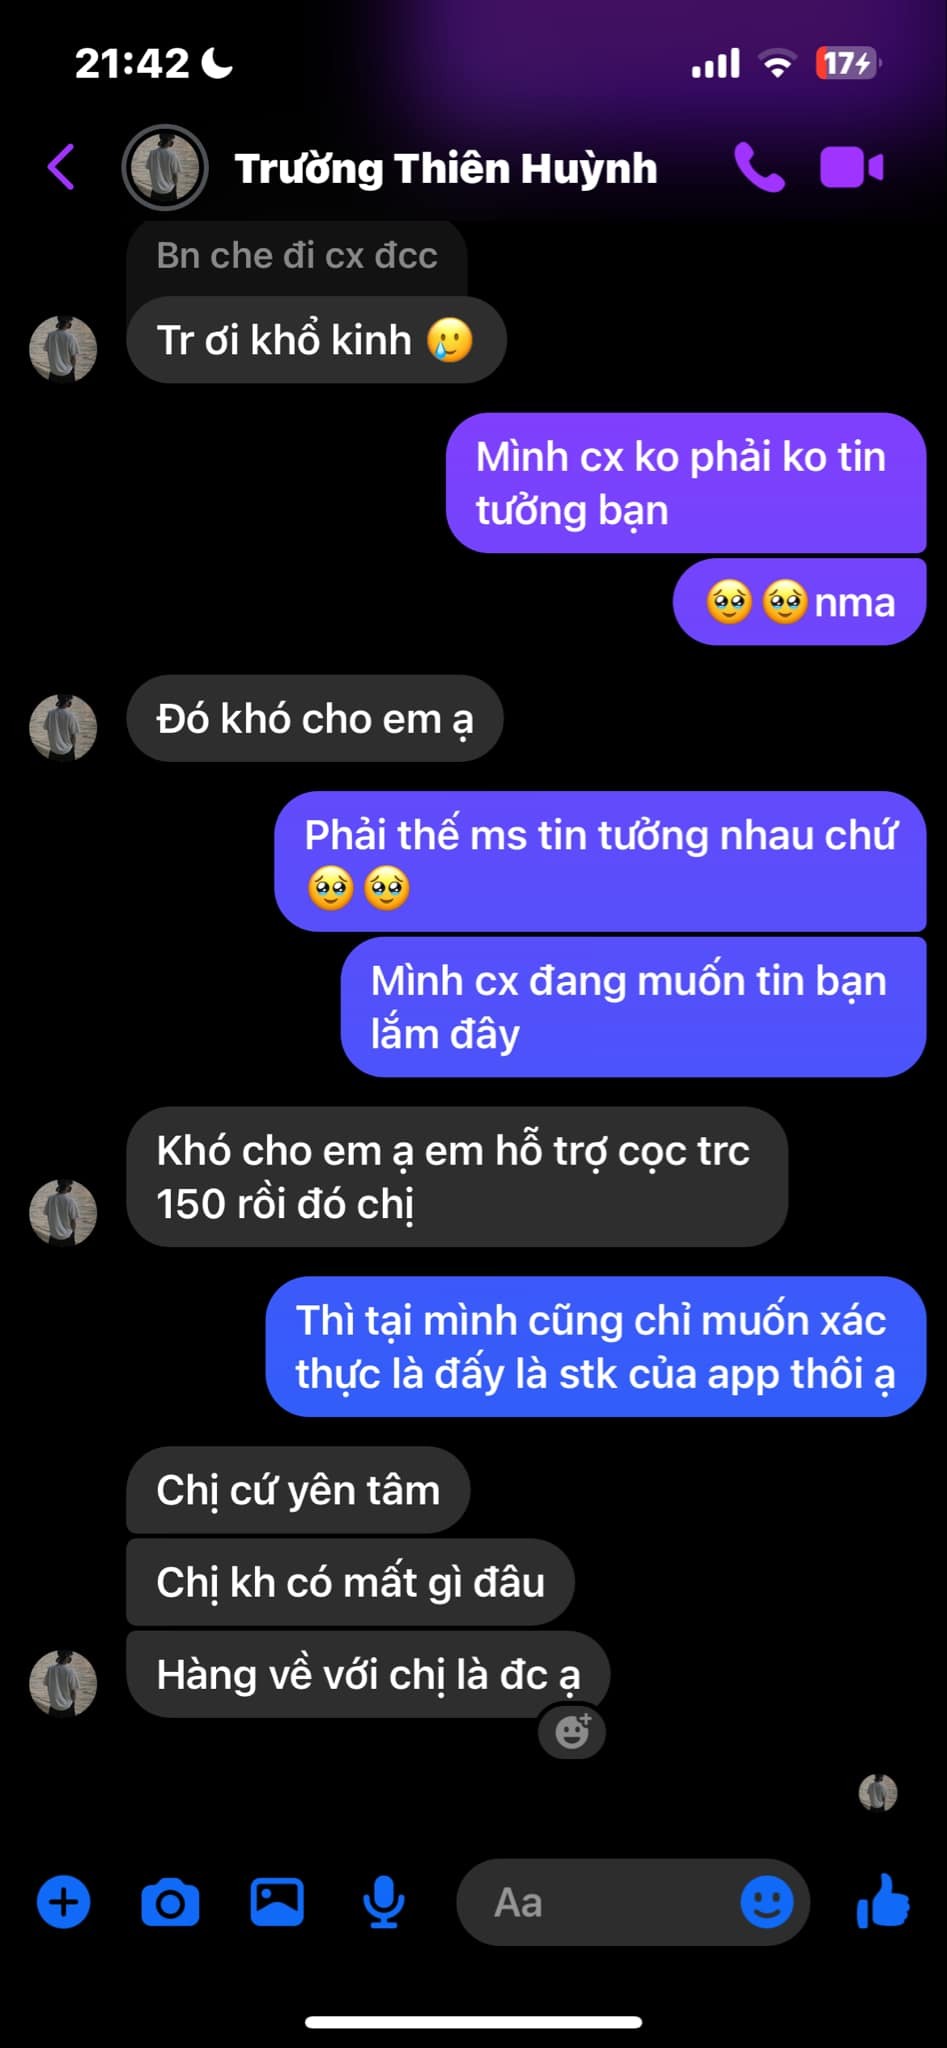 21:42
17
Trường Thiên Huỳnh
Bn che đi cx đcc
Tr ơi khổ kinh 🥲
Mình cx ko phải ko tin
tưởng bạn
🥹🥹nma
Đó khó cho em ạ
Phải thế ms tin tưởng nhau chứ
🥹🥹
Mình cx đang muốn tin bạn
lắm đây
Khó cho em ạ em hỗ trợ cọc trc
150 rồi đó chị
Thì tại mình cũng chỉ muốn xác
thực là đấy là stk của app thôi ạ
Chị cứ yên tâm
Chị kh có mất gì đâu
Hàng về với chị là đc ạ
Aa